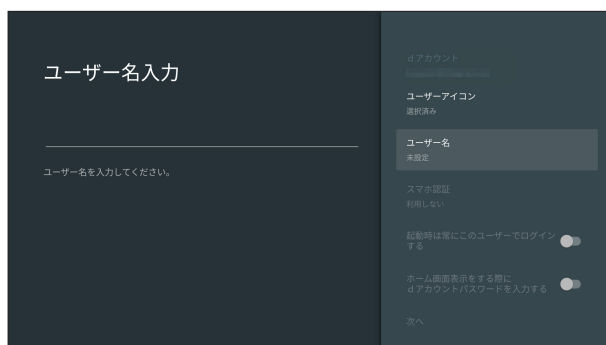 ユーザー名入力
ユーザー名を入力してください。
dアカウント
ユーザーアイコン
選択済み
ユーザー名
未設定
スマホ認証
利用しない
起動時は常にこのユーザーでログイン
する
ホーム画面表示をする際に
dアカウントパスワードを入力する
次へ